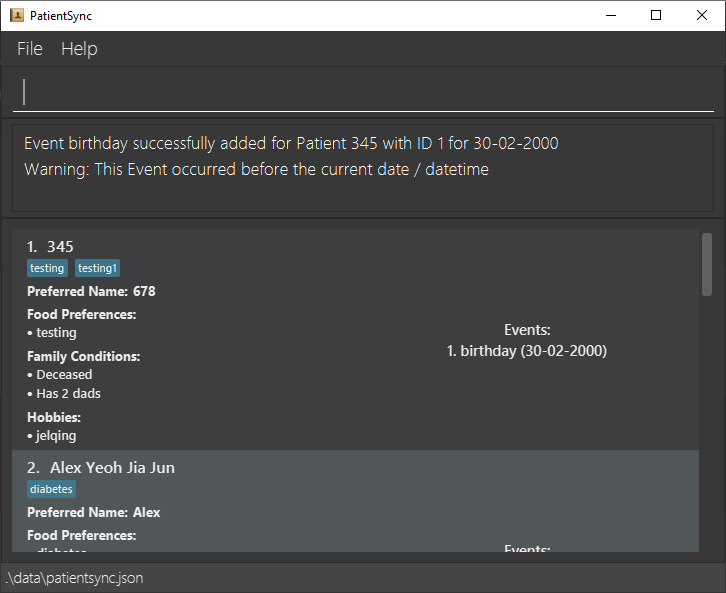 PatientSync
File Help
Event birthday successfully added for Patient 345 with ID 1 for 30-02-2000
Warning: This Event occurred before the current date / datetime
1. 345
testing testing1
Preferred Name: 678
Food Preferences:
• testing
Family Conditions:
• Deceased
• Has 2 dads
Hobbies:
• jelqing
Events:
1. birthday (30-02-2000)
2. Alex Yeoh Jia Jun
diabetes
Preferred Name: Alex
Food Preferences:
• diabetes
Events:
.\data\patientsync.json